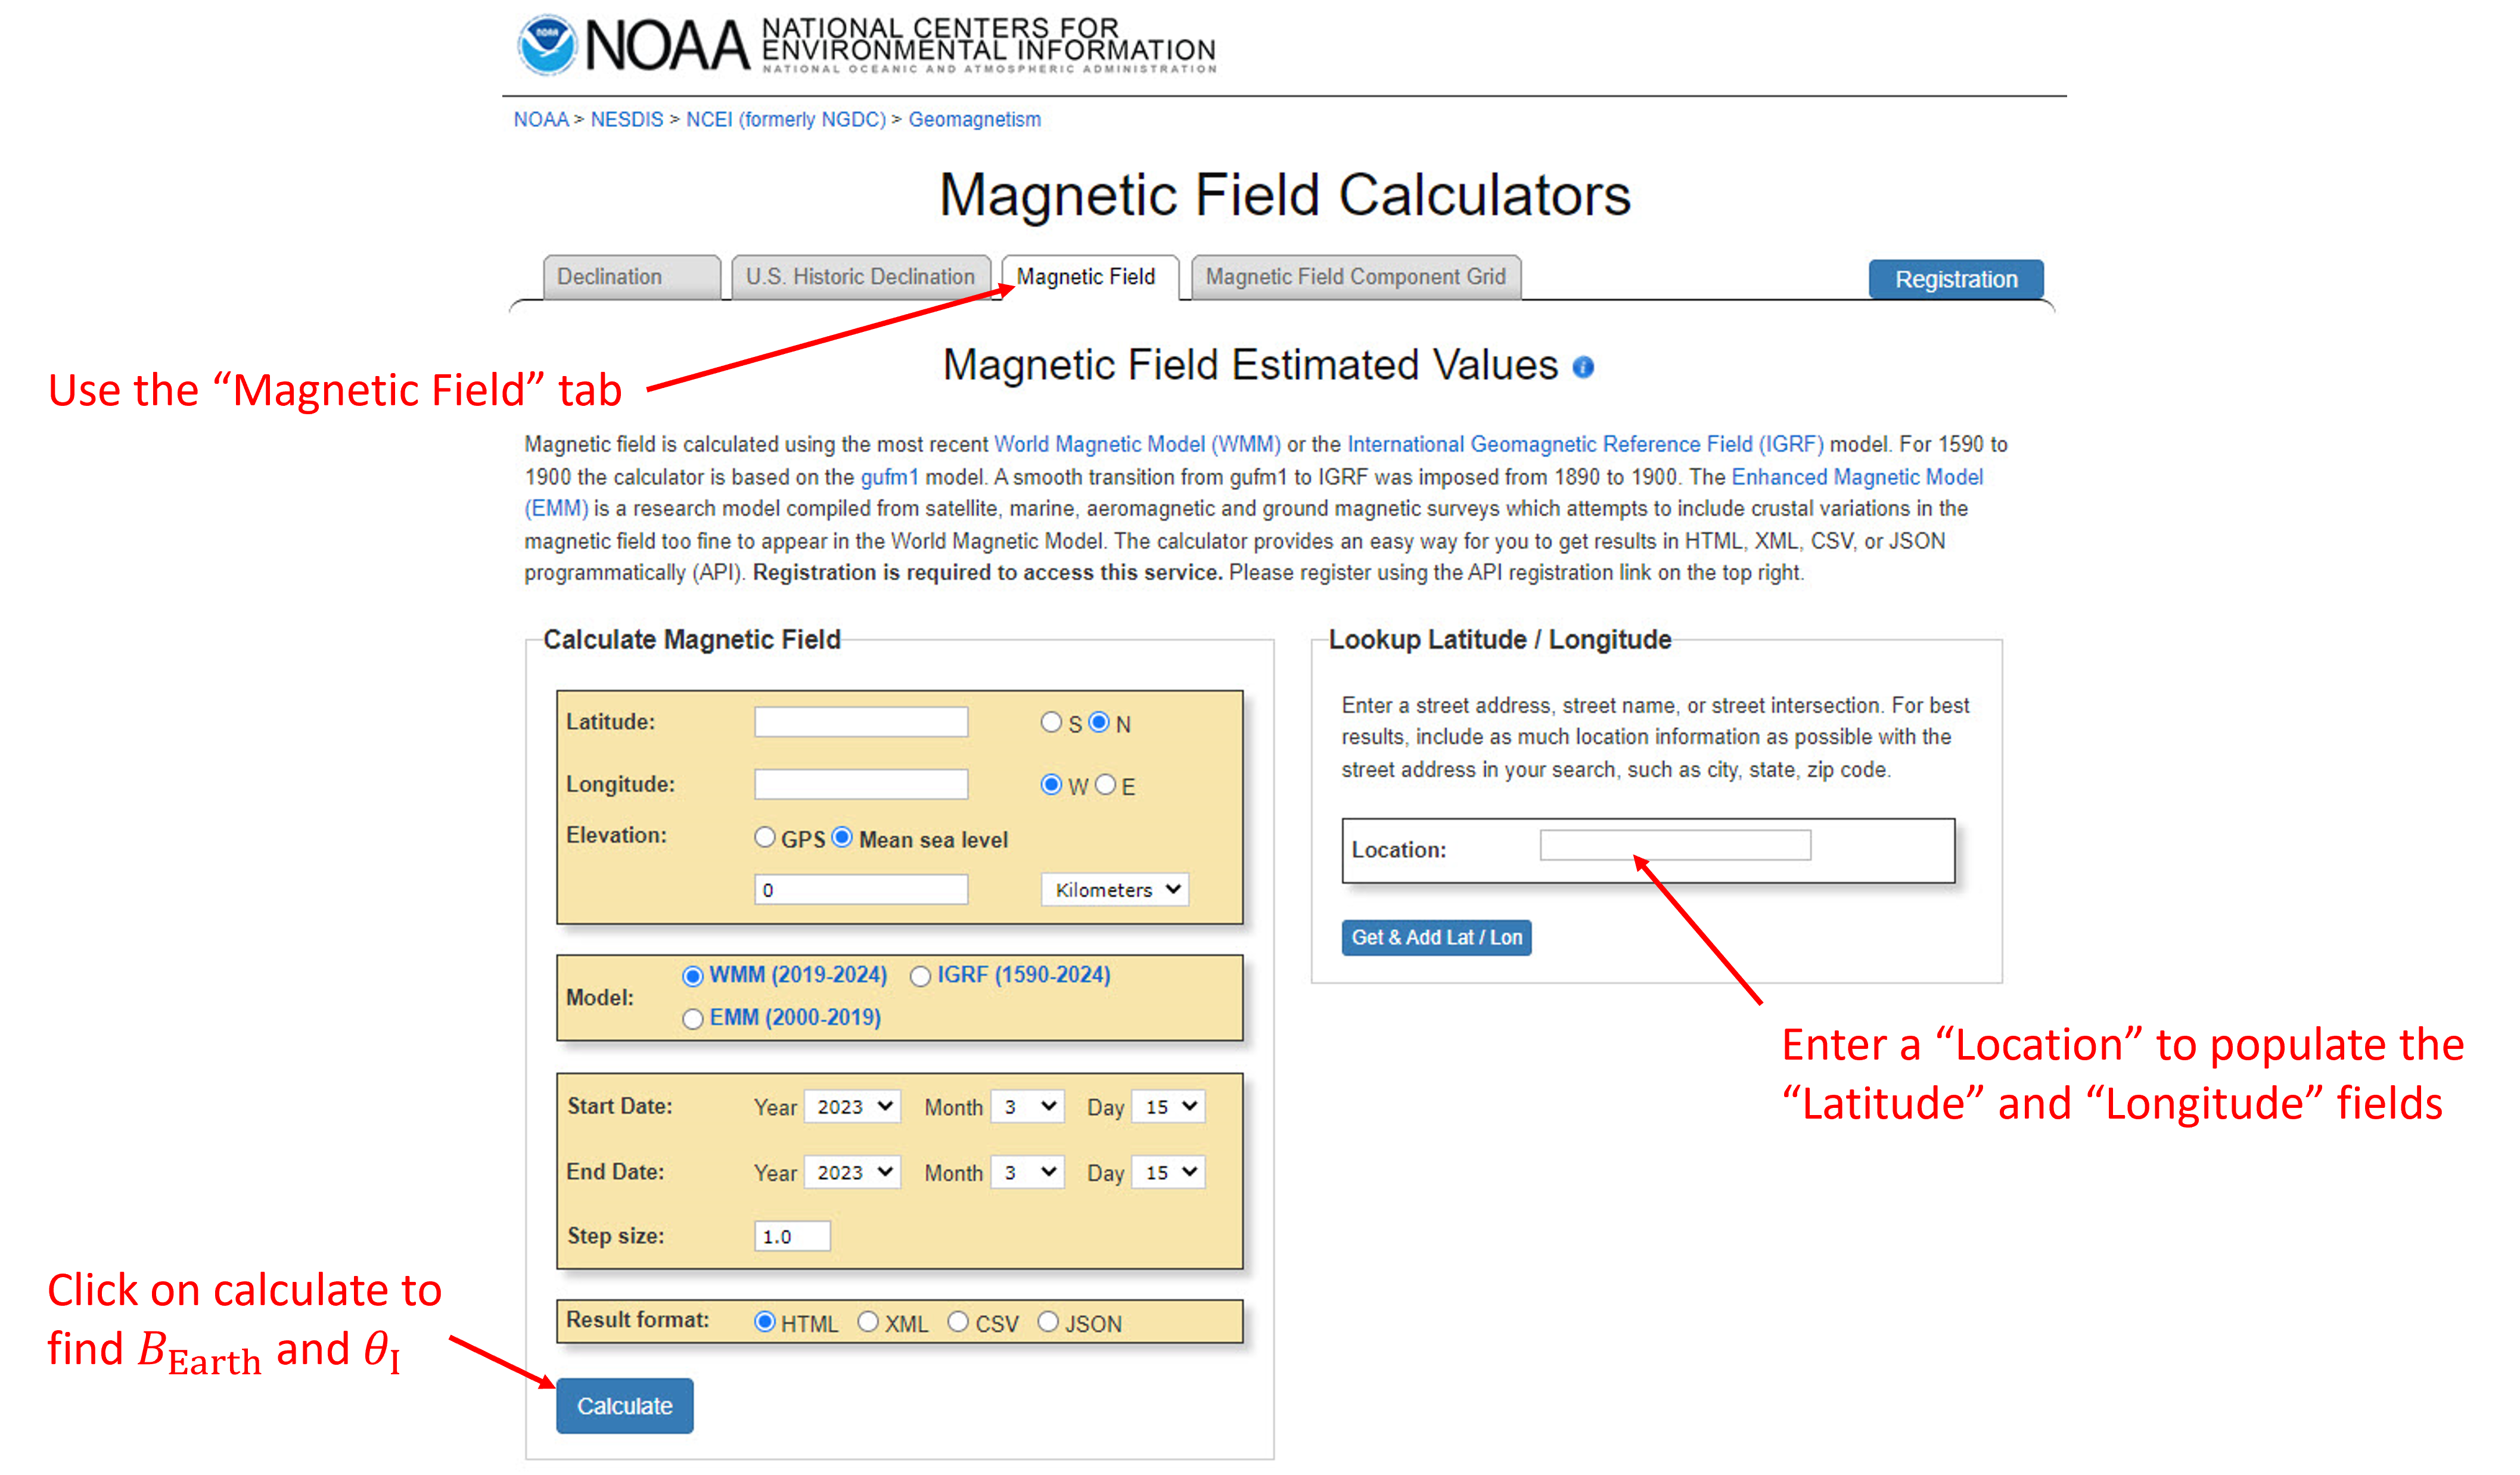 NOAA
NOAA NATIONAL CENTERS FOR
ENVIRONMENTAL INFORMATION
NATIONAL OCEANIC AND ATMOSPHERIC ADMINISTRATION
NOAA > NESDIS > NCEI (formerly NGDC) > Geomagnetism
Magnetic Field Calculators
Declination
U.S. Historic Declination
Magnetic Field
Magnetic Field Component Grid
Registration
Use the “Magnetic Field” tab
Magnetic Field Estimated Values i
Magnetic field is calculated using the most recent World Magnetic Model (WMM) or the International Geomagnetic Reference Field (IGRF) model. For 1590 to
1900 the calculator is based on the gufm1 model. A smooth transition from gufm1 to IGRF was imposed from 1890 to 1900. The Enhanced Magnetic Model
(EMM) is a research model compiled from satellite, marine, aeromagnetic and ground magnetic surveys which attempts to include crustal variations in the
magnetic field too fine to appear in the World Magnetic Model. The calculator provides an easy way for you to get results in HTML, XML, CSV, or JSON
programmatically (API). Registration is required to access this service. Please register using the API registration link on the top right.
Calculate Magnetic Field
Latitude: S N
Longitude: W E
Elevation: GPS Mean sea level
0 Kilometers
Model: WMM (2019-2024) IGRF (1590-2024)
EMM (2000-2019)
Start Date: Year 2023 Month 3 Day 15
End Date: Year 2023 Month 3 Day 15
Step size: 1.0
Result format: HTML XML CSV JSON
Calculate
Lookup Latitude / Longitude
Enter a street address, street name, or street intersection. For best
results, include as much location information as possible with the
street address in your search, such as city, state, zip code.
Location:
Get & Add Lat / Lon
Enter a “Location” to populate the
“Latitude” and “Longitude” fields
Click on calculate to
find B_Earth and θ_I